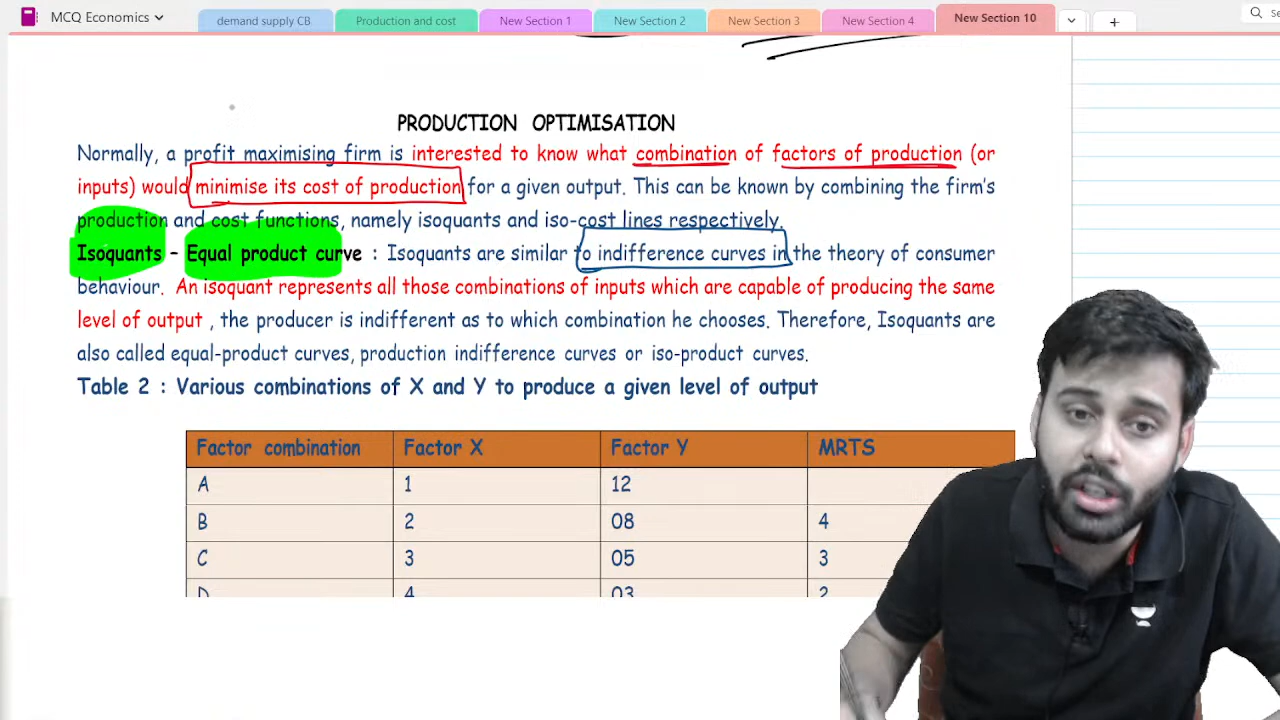 MCQ Economics
demand supply CB
Production and cost
New Section 1
New Section 2
New Section 3
New Section 4
New Section 10
PRODUCTION OPTIMISATION
Normally, a profit maximising firm is interested to know what combination of factors of production (or
inputs) would minimise its cost of production for a given output. This can be known by combining the firm's
production and cost functions, namely isoquants and iso-cost lines respectively.
Isoquants – Equal product curve : Isoquants are similar to indifference curves in the theory of consumer
behaviour. An isoquant represents all those combinations of inputs which are capable of producing the same
level of output , the producer is indifferent as to which combination he chooses. Therefore, Isoquants are
also called equal-product curves, production indifference curves or iso-product curves.
Table 2 : Various combinations of X and Y to produce a given level of output
Factor combination Factor X Factor Y MRTS
A 1 12
B 2 08 4
C 3 05 3
D 4 03 2